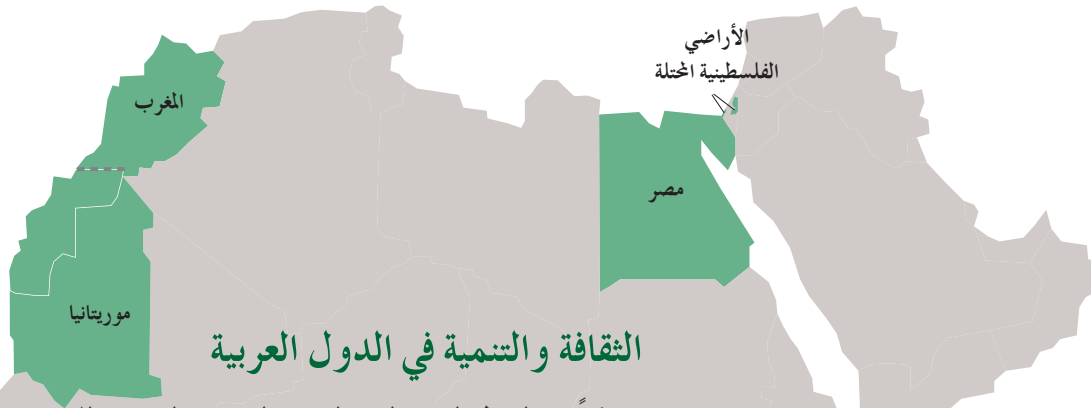 الأراضي
الفلسطينية المحتلة
المغرب
مصر
موريتانيا
الثقافة والتنمية في الدول العربية